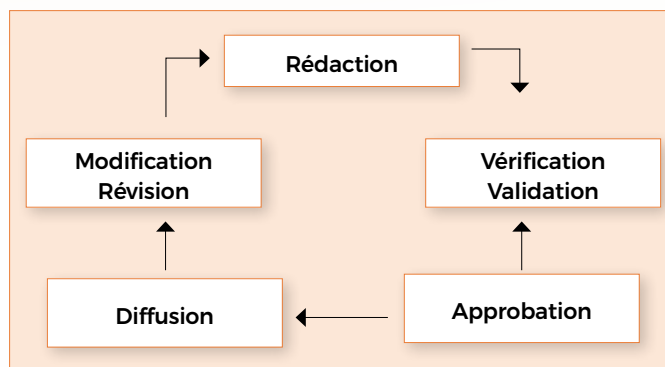 Rédaction
Modification
Révision
Vérification
Validation
Diffusion
Approbation